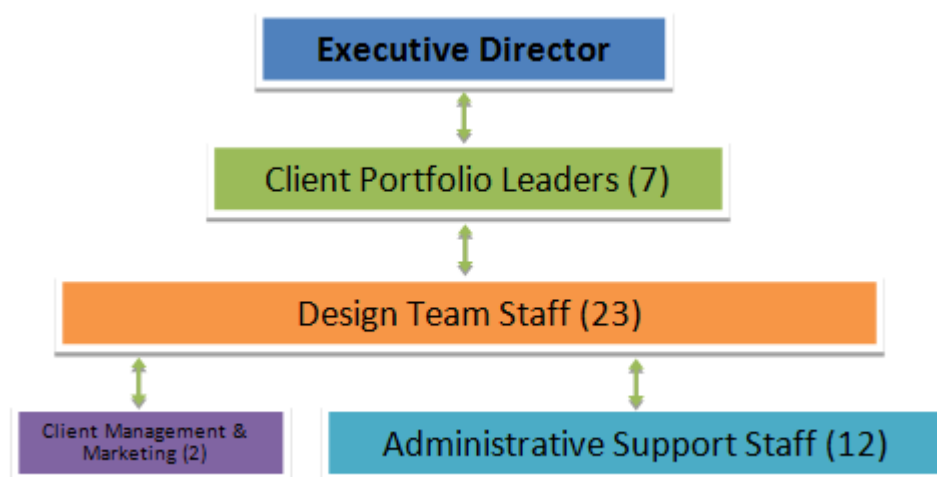 Executive Director
Client Portfolio Leaders (7)
Design Team Staff (23)
Client Management &
Marketing (2)
Administrative Support Staff (12)